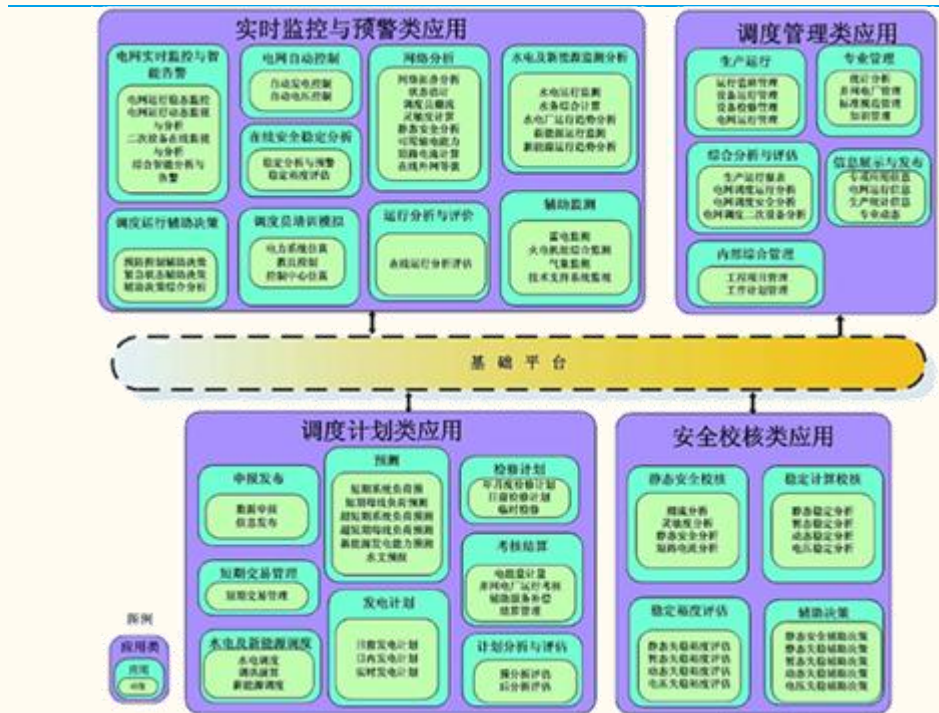 实时监控与预警类应用
电网实时监控与智
能告警
电网运行稳态监控
电网运行动态监视
与分析
二次设备在线监视
与分析
综合智能分析与
告警
电网自动控制
自动发电控制
自动电压控制
在线安全稳定分析
稳定分析与预警
稳定裕度评估
网络分析
网络拓扑分析
状态估计
调度员潮流
灵敏度计算
静态安全分析
可用输电能力
短路电流计算
在线外网等值
水电及新能源监测分析
水电运行监测
水务综合计算
水电厂运行趋势分析
新能源运行监测
新能源运行趋势分析
调度运行辅助决策
预防控制辅助决策
紧急状态辅助决策
辅助决策综合分析
调度员培训模拟
电力系统仿真
教员控制
控制中心仿真
运行分析与评价
在线运行分析评估
辅助监测
雷电监测
火电机组综合监测
气象监测
技术支持系统监视
调度管理类应用
生产运行
运行监视管理
设备运行管理
设备检修管理
电网运行管理
专业管理
统计分析
并网电厂管理
标准规范管理
知识管理
综合分析与评估
生产运行报表
电网调度运行分析
电网调度安全分析
电网调度二次设备分析
信息展示与发布
专项应用信息
电网运行信息
生产统计信息
专业动态
内部综合管理
工程项目管理
工作计划管理
基础平台
调度计划类应用
申报发布
数据申报
信息发布
短期交易管理
短期交易管理
水电及新能源调度
水电调度
调洪演算
新能源调度
预测
短期系统负荷预
短期母线负荷预测
超短期系统负荷预测
超短期母线负荷预测
新能源发电能力预测
水文预报
发电计划
日前发电计划
日内发电计划
实时发电计划
检修计划
年月度检修计划
日前检修计划
临时检修
考核结算
电能量计量
并网电厂运行考核
辅助服务补偿
结算管理
计划分析与评估
预分析评估
后分析评估
安全校核类应用
静态安全校核
潮流分析
灵敏度分析
静态安全分析
短路电流分析
稳定计算校核
静态稳定分析
暂态稳定分析
动态稳定分析
电压稳定分析
稳定裕度评估
静态失稳裕度评估
暂态失稳裕度评估
动态失稳裕度评估
电压失稳裕度评估
辅助决策
静态安全辅助决策
静态失稳辅助决策
暂态失稳辅助决策
动态失稳辅助决策
电压失稳辅助决策
图例
应用类
应用
功能